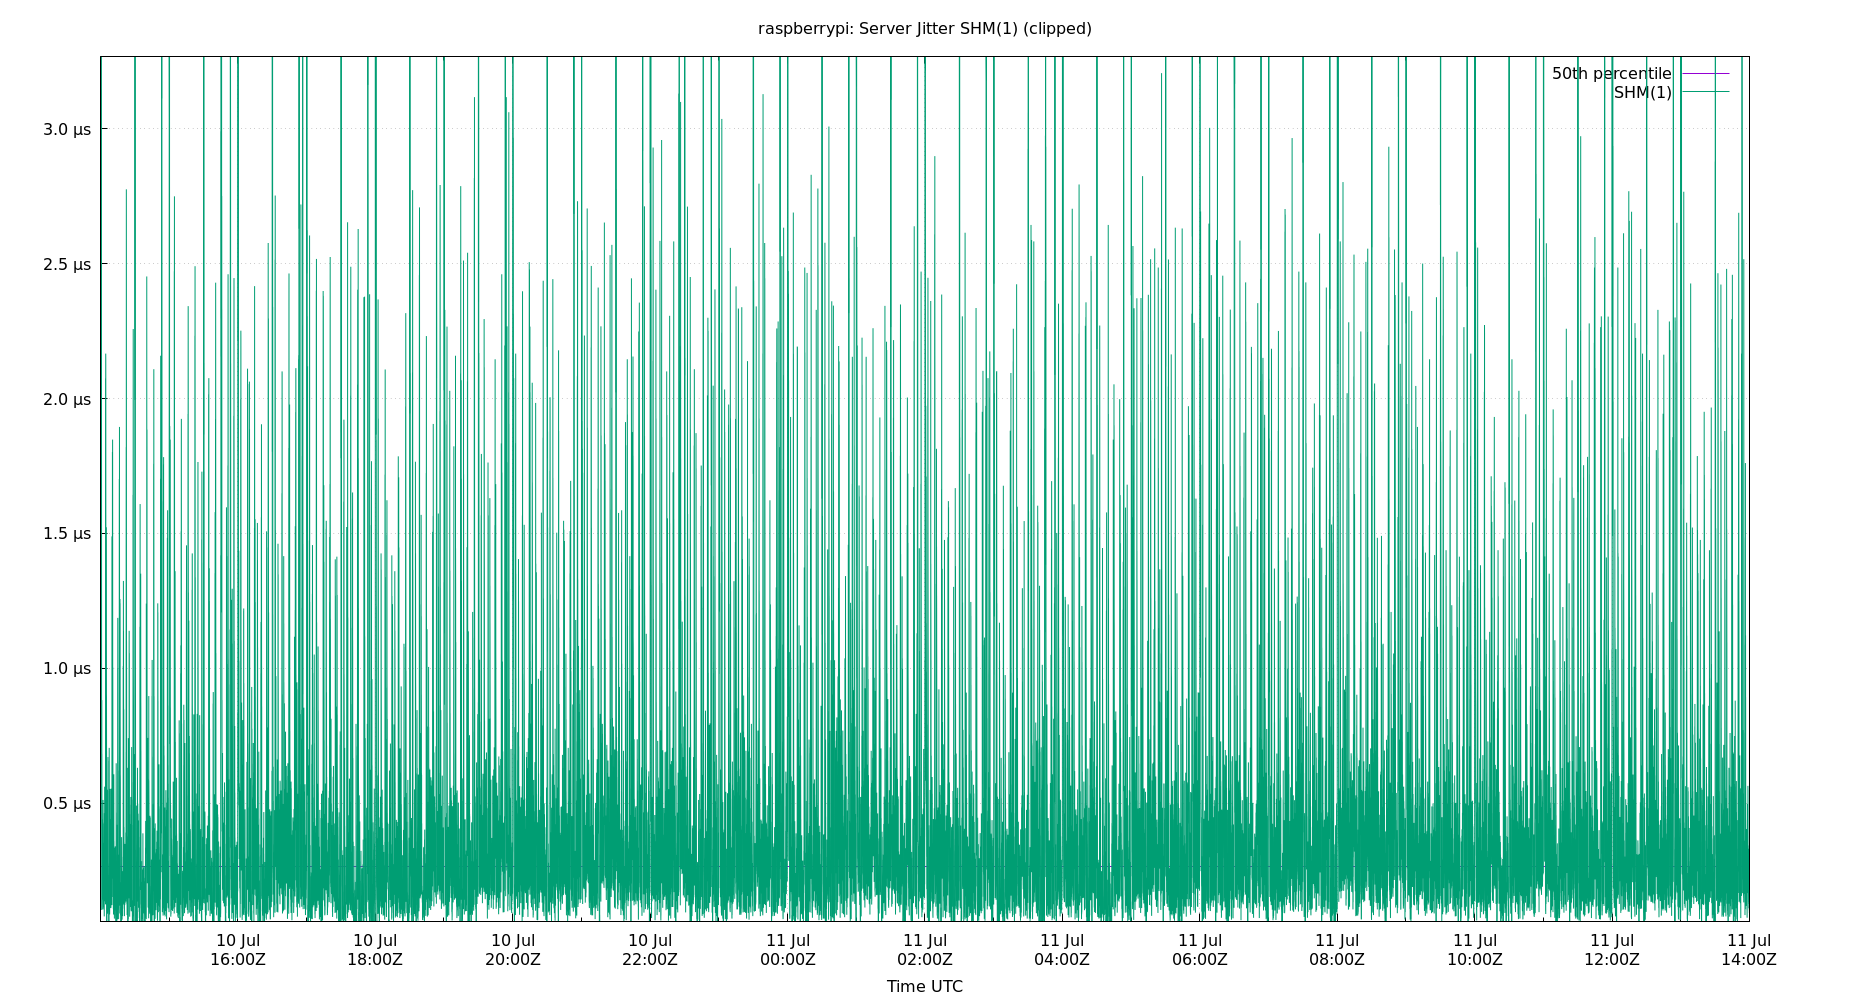 raspberrypi: Server Jitter SHM(1) (clipped)
50th percentile
SHM(1)
3.0 µs
2.5 µs
2.0 µs
1.5 µs
1.0 µs
0.5 µs
10 Jul 10 Jul 10 Jul 10 Jul 11 Jul 11 Jul 11 Jul 11 Jul 11 Jul 11 Jul 11 Jul 11 Jul
16:00Z 18:00Z 20:00Z 22:00Z 00:00Z 02:00Z 04:00Z 06:00Z 08:00Z 10:00Z 12:00Z 14:00Z
Time UTC